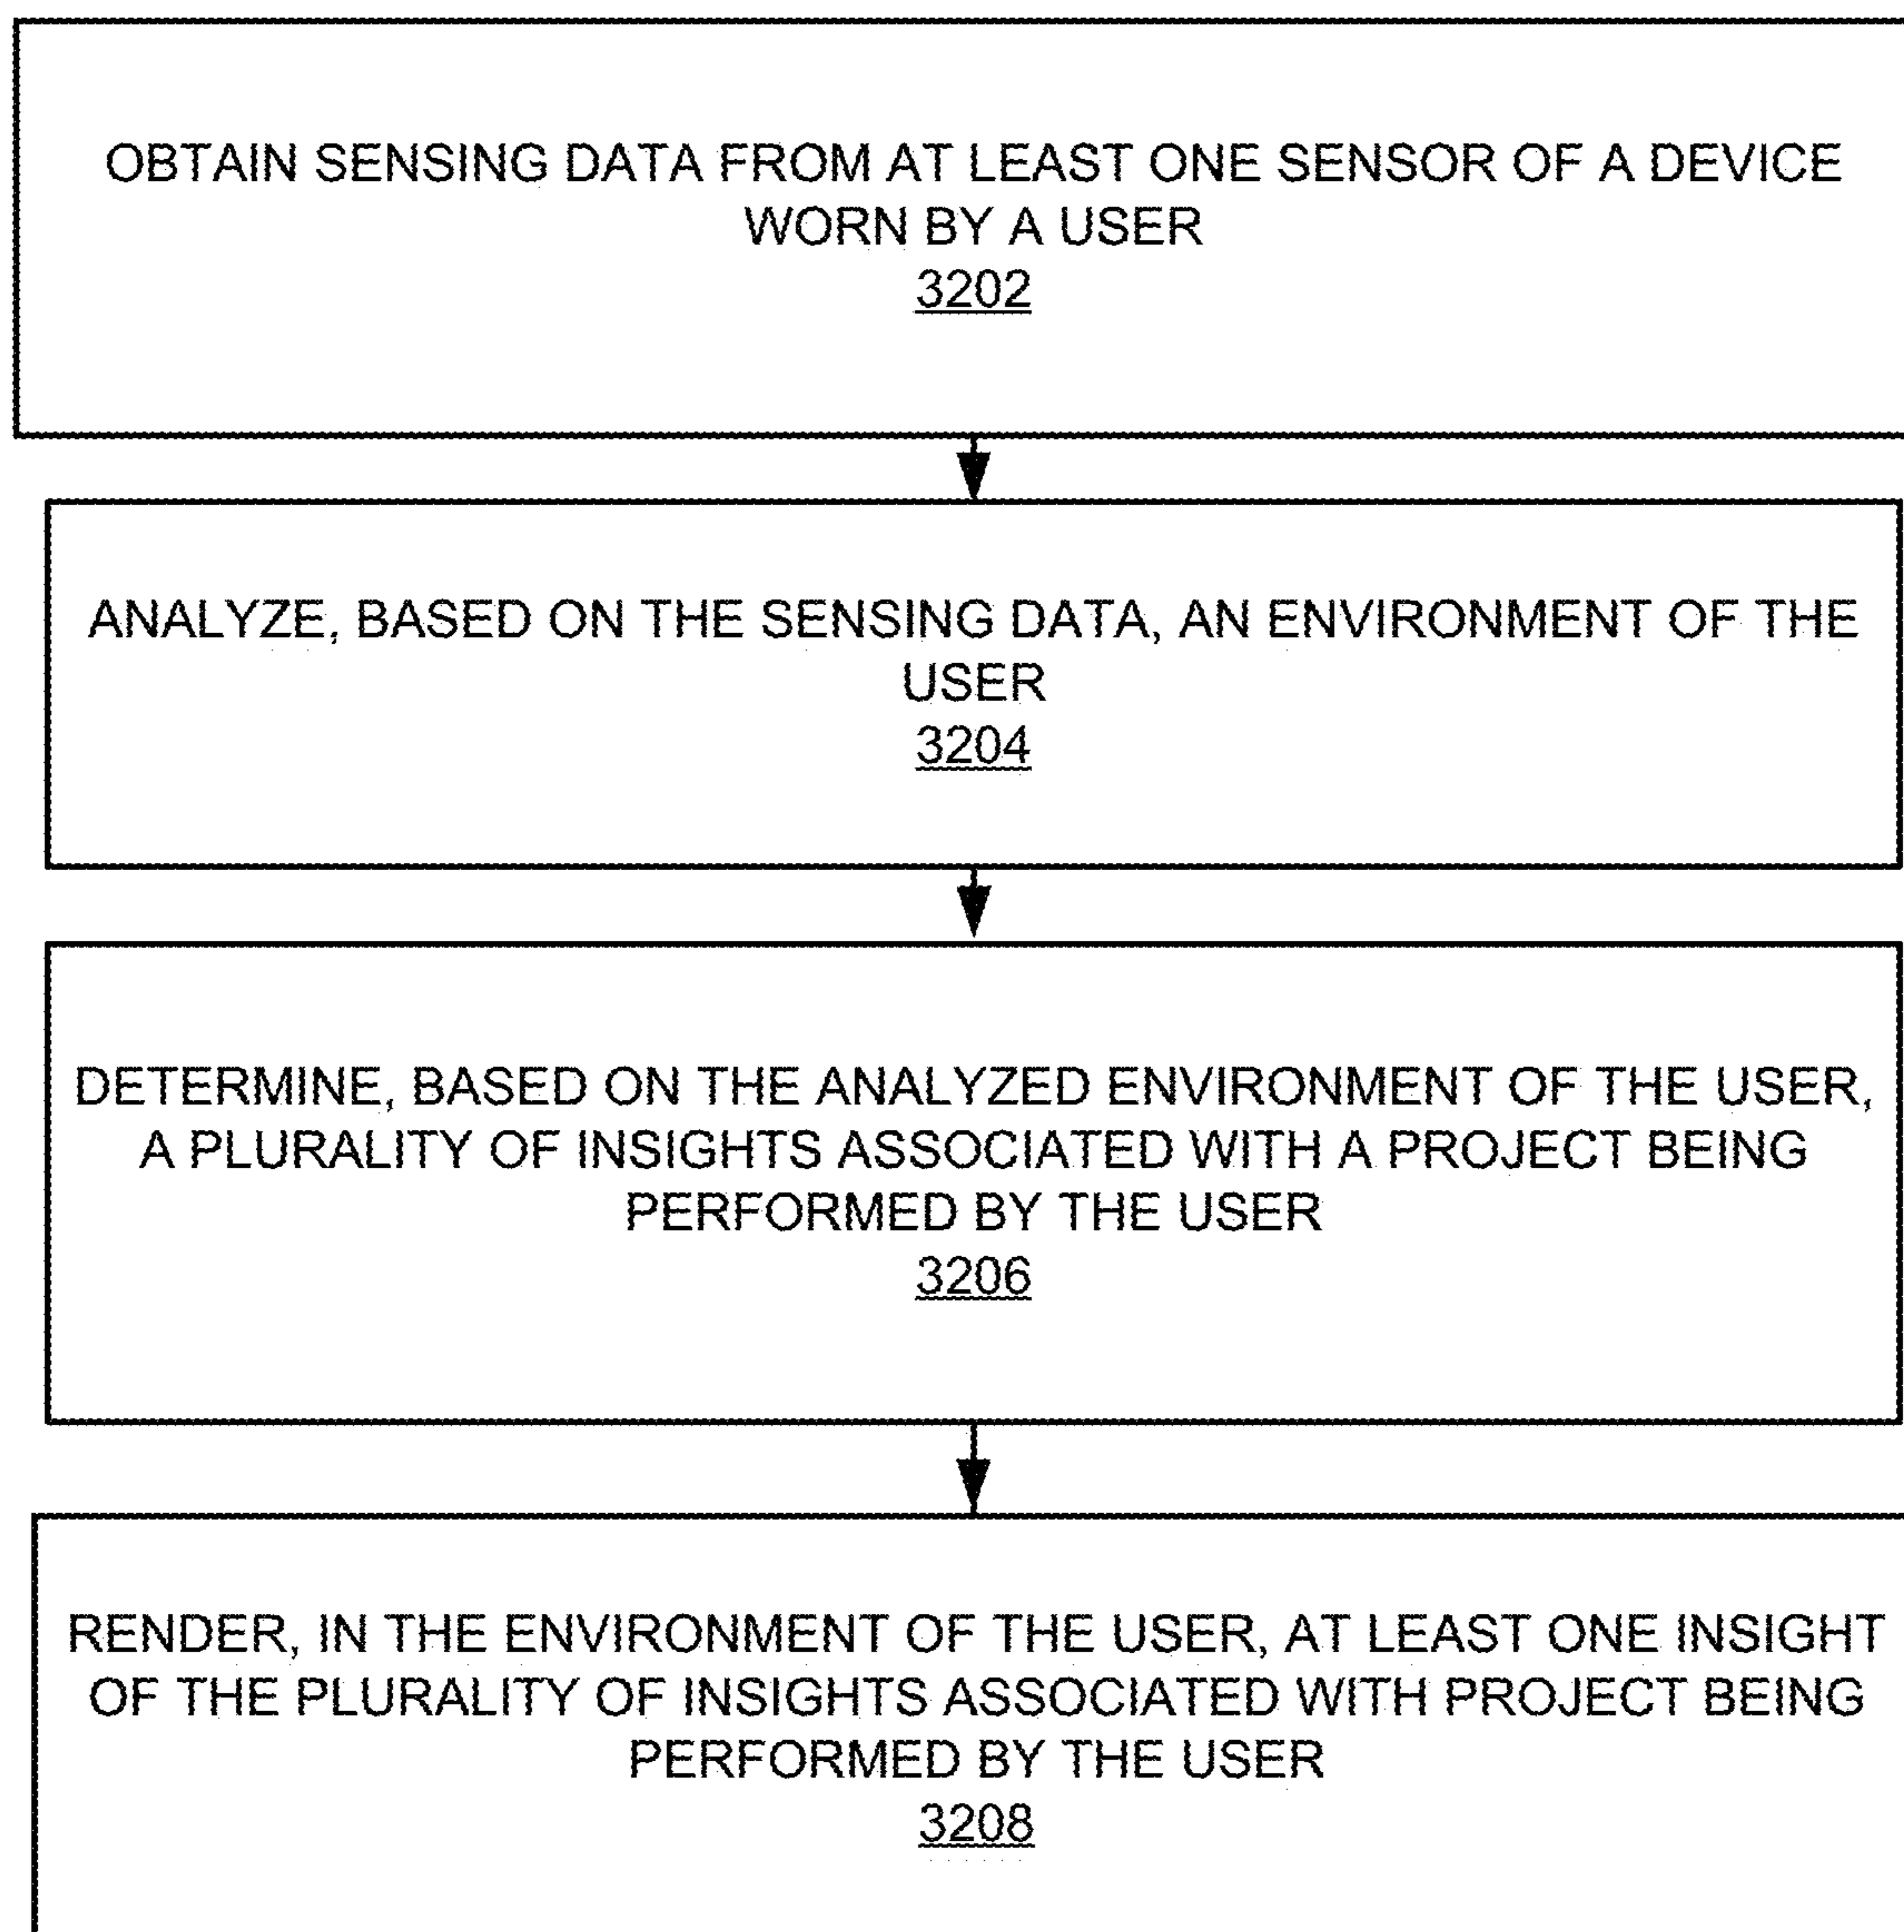 OBTAIN SENSING DATA FROM AT LEAST ONE SENSOR OF A DEVICE
WORN BY A USER
3202
ANALYZE, BASED ON THE SENSING DATA, AN ENVIRONMENT OF THE
USER
3204
DETERMINE, BASED ON THE ANALYZED ENVIRONMENT OF THE USER,
A PLURALITY OF INSIGHTS ASSOCIATED WITH A PROJECT BEING
PERFORMED BY THE USER
3206
RENDER, IN THE ENVIRONMENT OF THE USER, AT LEAST ONE INSIGHT
OF THE PLURALITY OF INSIGHTS ASSOCIATED WITH PROJECT BEING
PERFORMED BY THE USER
3208